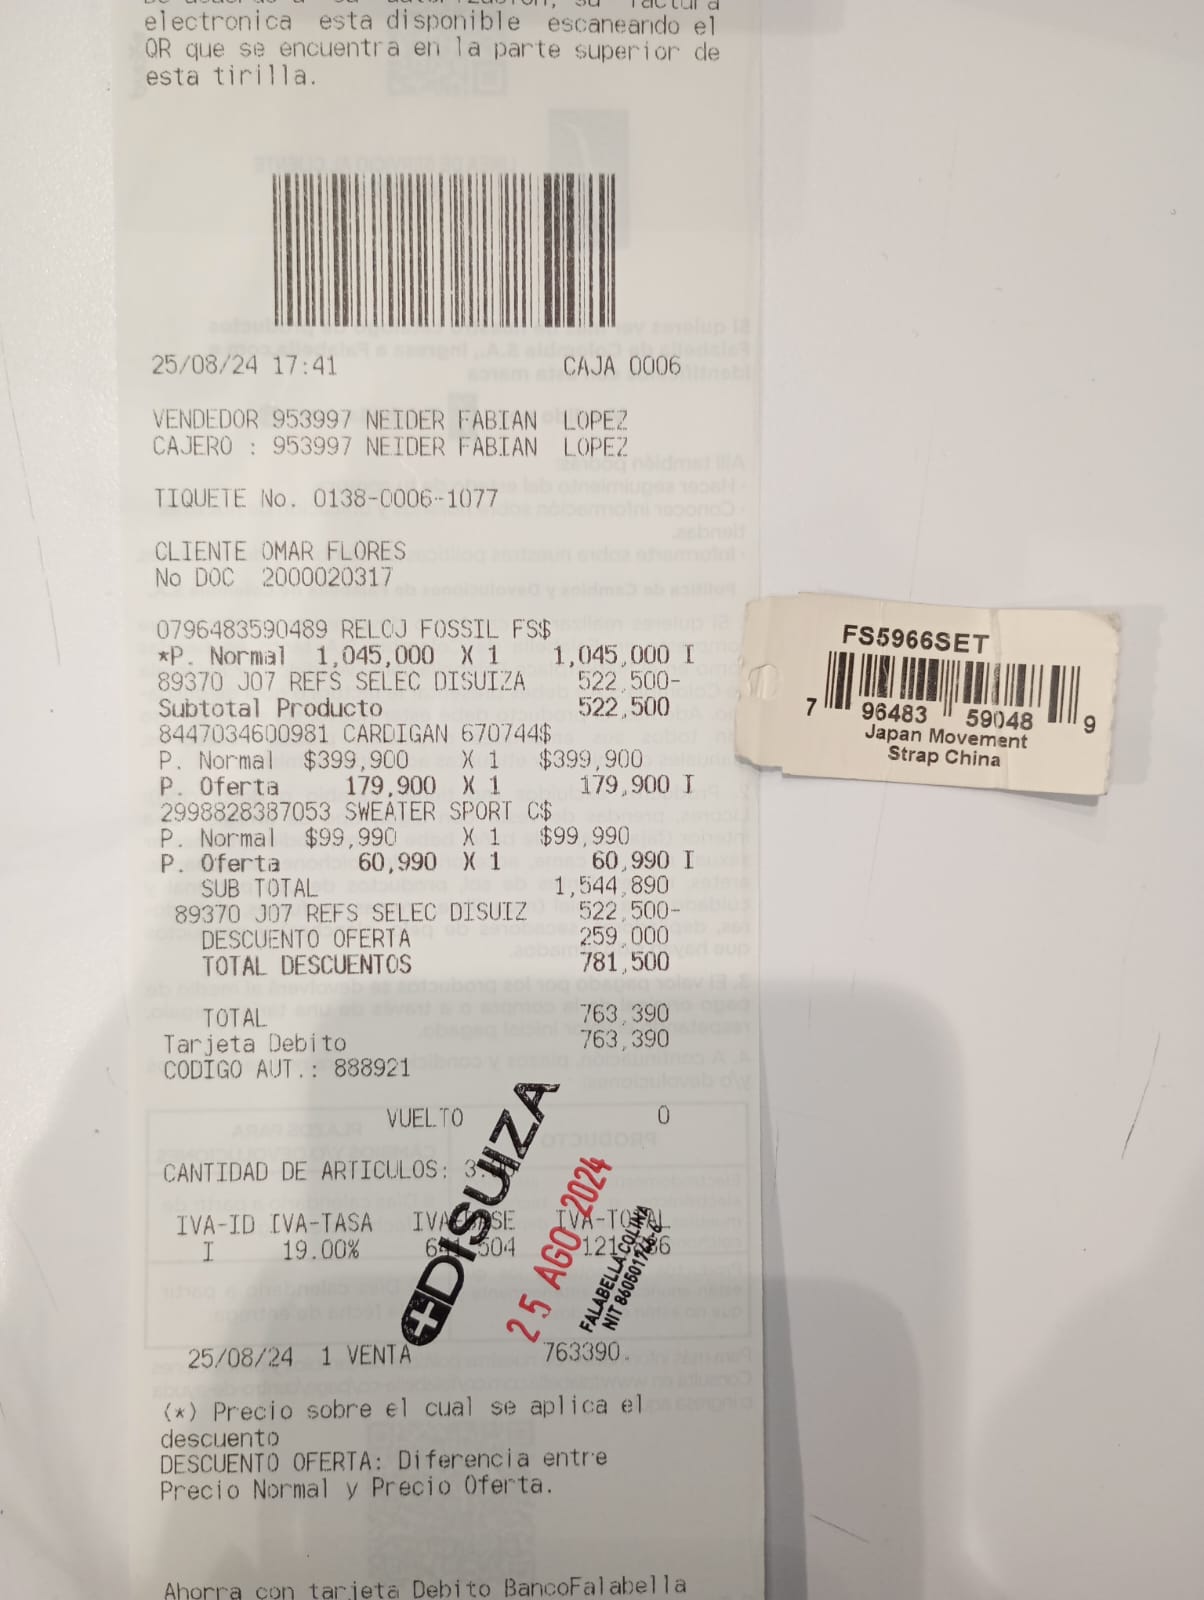 electronica esta disponible escaneando el
QR que se encuentra en la parte superior de
esta tirilla.
25/08/24 17:41 CAJA 0006
VENDEDOR 953997 NEIDER FABIAN LOPEZ
CAJERO : 953997 NEIDER FABIAN LOPEZ
TIQUETE No. 0138-0006-1077
CLIENTE OMAR FLORES
No DOC 2000020317
0796483590489 RELOJ FOSSIL FS$
*P. Normal 1,045,000 X 1 1,045,000 I
89370 J07 REFS SELEC DISUIZA 522,500-
Subtotal Producto 522,500
8447034600981 CARDIGAN 670744$
P. Normal $399,900 X 1 $399,900
P. Oferta 179,900 X 1 179,900 I
2998828387053 SWEATER SPORT C$
P. Normal $99,990 X 1 $99,990
P. Oferta 60,990 X 1 60,990 I
SUB TOTAL 1,544,890
89370 J07 REFS SELEC DISUIZ 522,500-
DESCUENTO OFERTA 259,000
TOTAL DESCUENTOS 781,500
TOTAL 763,390
Tarjeta Debito 763,390
CODIGO AUT.: 888921
VUELTO 0
CANTIDAD DE ARTICULOS: 3
IVA-ID IVA-TASA
I 19.00%
DISUIZA
25 AGO 2024
FALABELLA COLINA
25/08/24 1 VENTA 763390.
(*) Precio sobre el cual se aplica el
descuento
DESCUENTO OFERTA: Diferencia entre
Precio Normal y Precio Oferta.
Ahorra con tarjeta Debito BancoFalabella
FS5966SET
7 96483 59048 9
Japan Movement
Strap China